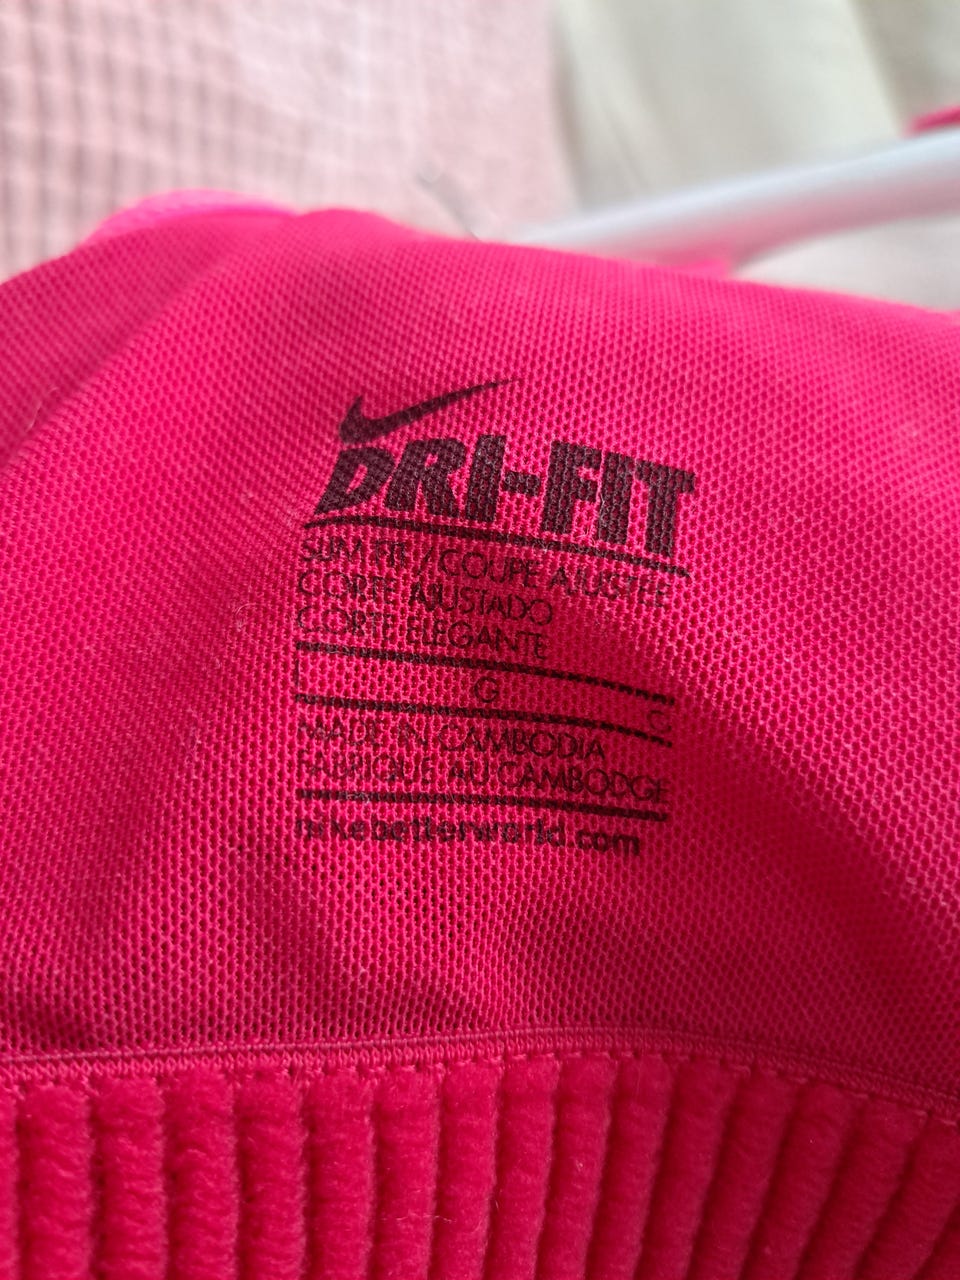 DRI-FIT
SLIM FIT / COUPE AJUSTÉE
CORTE AJUSTADO
CORTE ELEGANTE
L G C
MADE IN CAMBODIA
FABRIQUÉ AU CAMBODGE
nikebetterworld.com